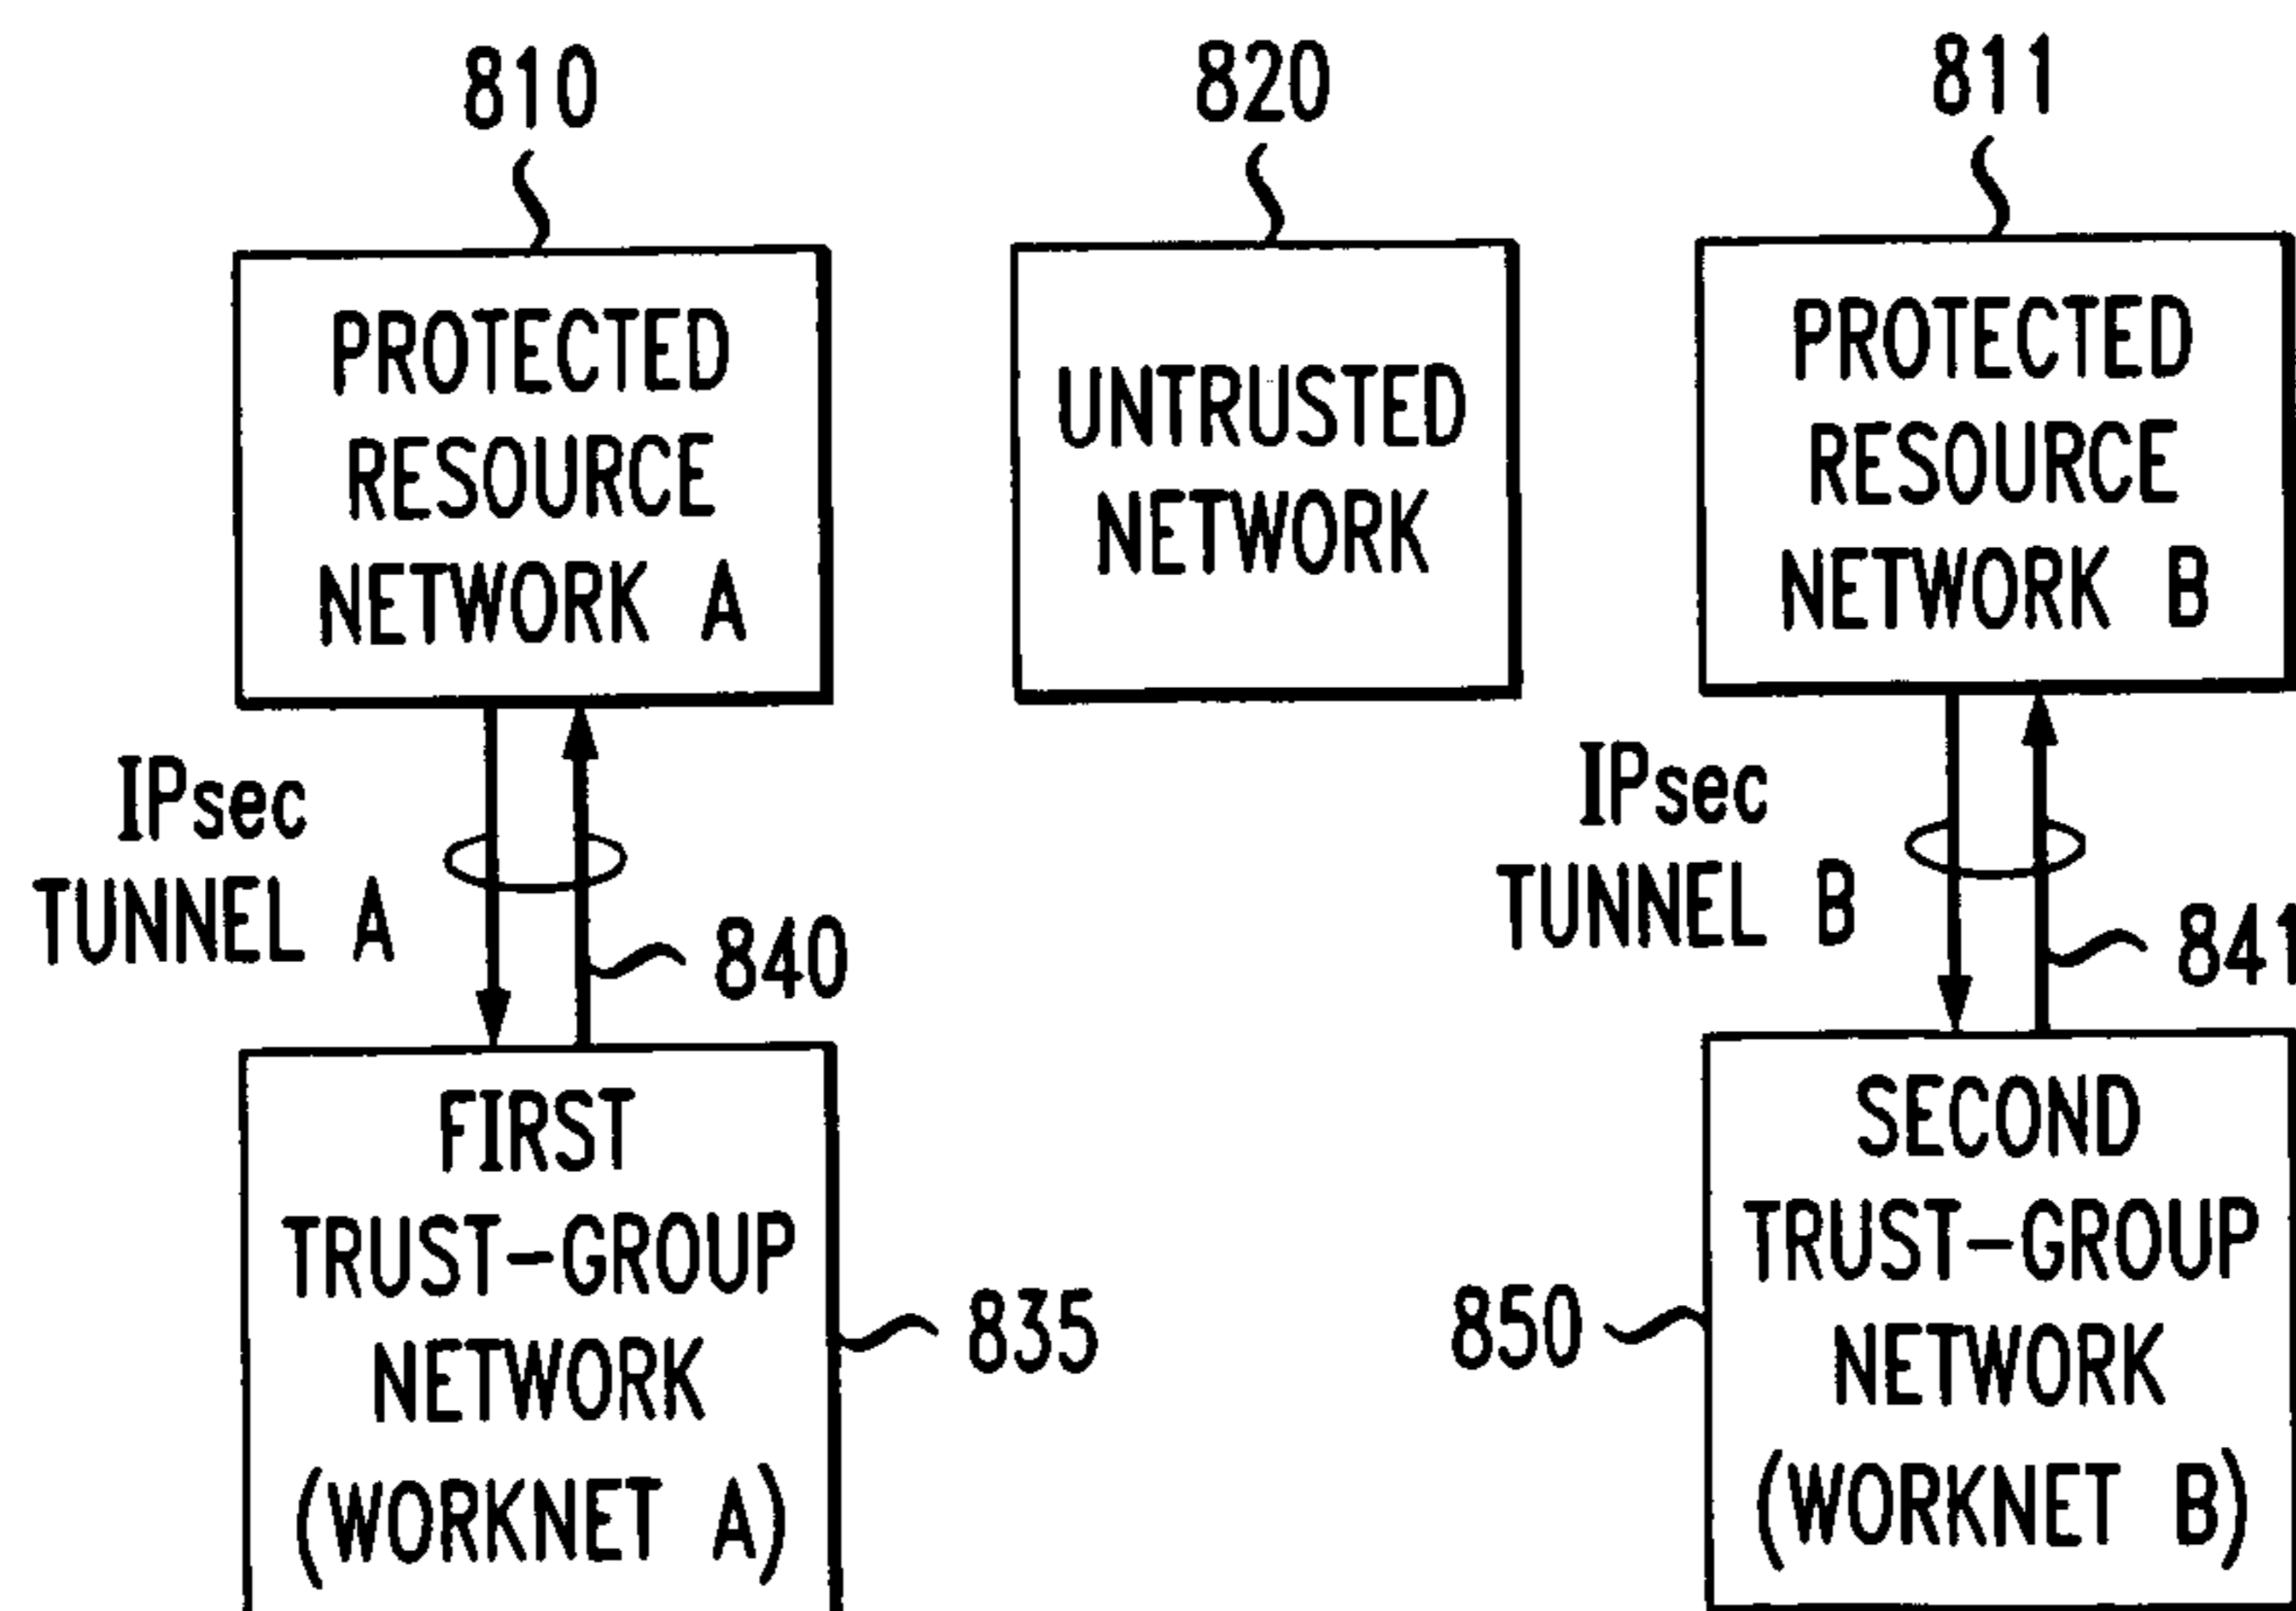 810
820
811
PROTECTED
RESOURCE
NETWORK A
UNTRUSTED
NETWORK
PROTECTED
RESOURCE
NETWORK B
IPsec
TUNNEL A
840
IPsec
TUNNEL B
841
FIRST
TRUST-GROUP
NETWORK
(WORKNET A)
835
850
SECOND
TRUST-GROUP
NETWORK
(WORKNET B)